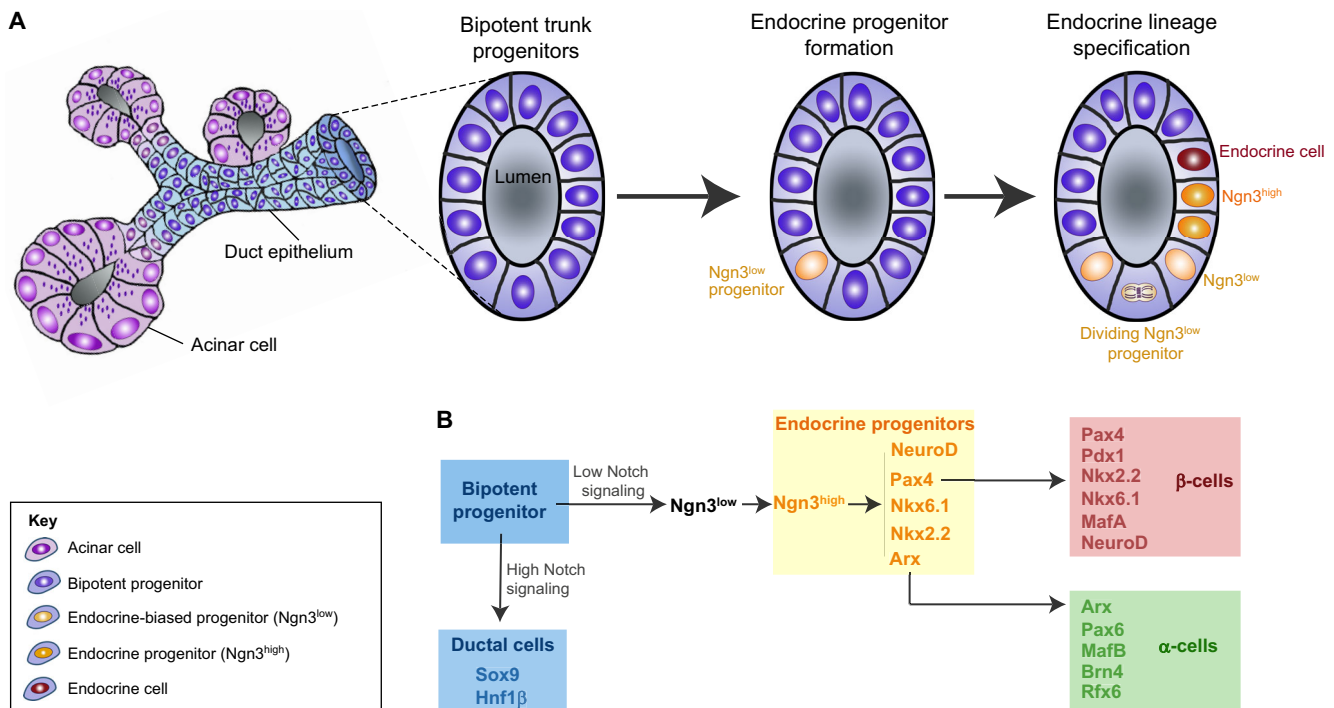 A
Bipotent trunk
progenitors
Endocrine progenitor
formation
Endocrine lineage
specification
Lumen
Duct epithelium
Acinar cell
Ngn3low
progenitor
Endocrine cell
Ngn3high
Ngn3low
Dividing Ngn3low
progenitor
B
Bipotent
progenitor
Low Notch
signaling
High Notch
signaling
Ductal cells
Sox9
Hnf1β
Ngn3low
Endocrine progenitors
Ngn3high
NeuroD
Pax4
Nkx6.1
Nkx2.2
Arx
Pax4
Pdx1
Nkx2.2
Nkx6.1
MafA
NeuroD
β-cells
Arx
Pax6
MafB
Brn4
Rfx6
α-cells
Key
Acinar cell
Bipotent progenitor
Endocrine-biased progenitor (Ngn3low)
Endocrine progenitor (Ngn3high)
Endocrine cell